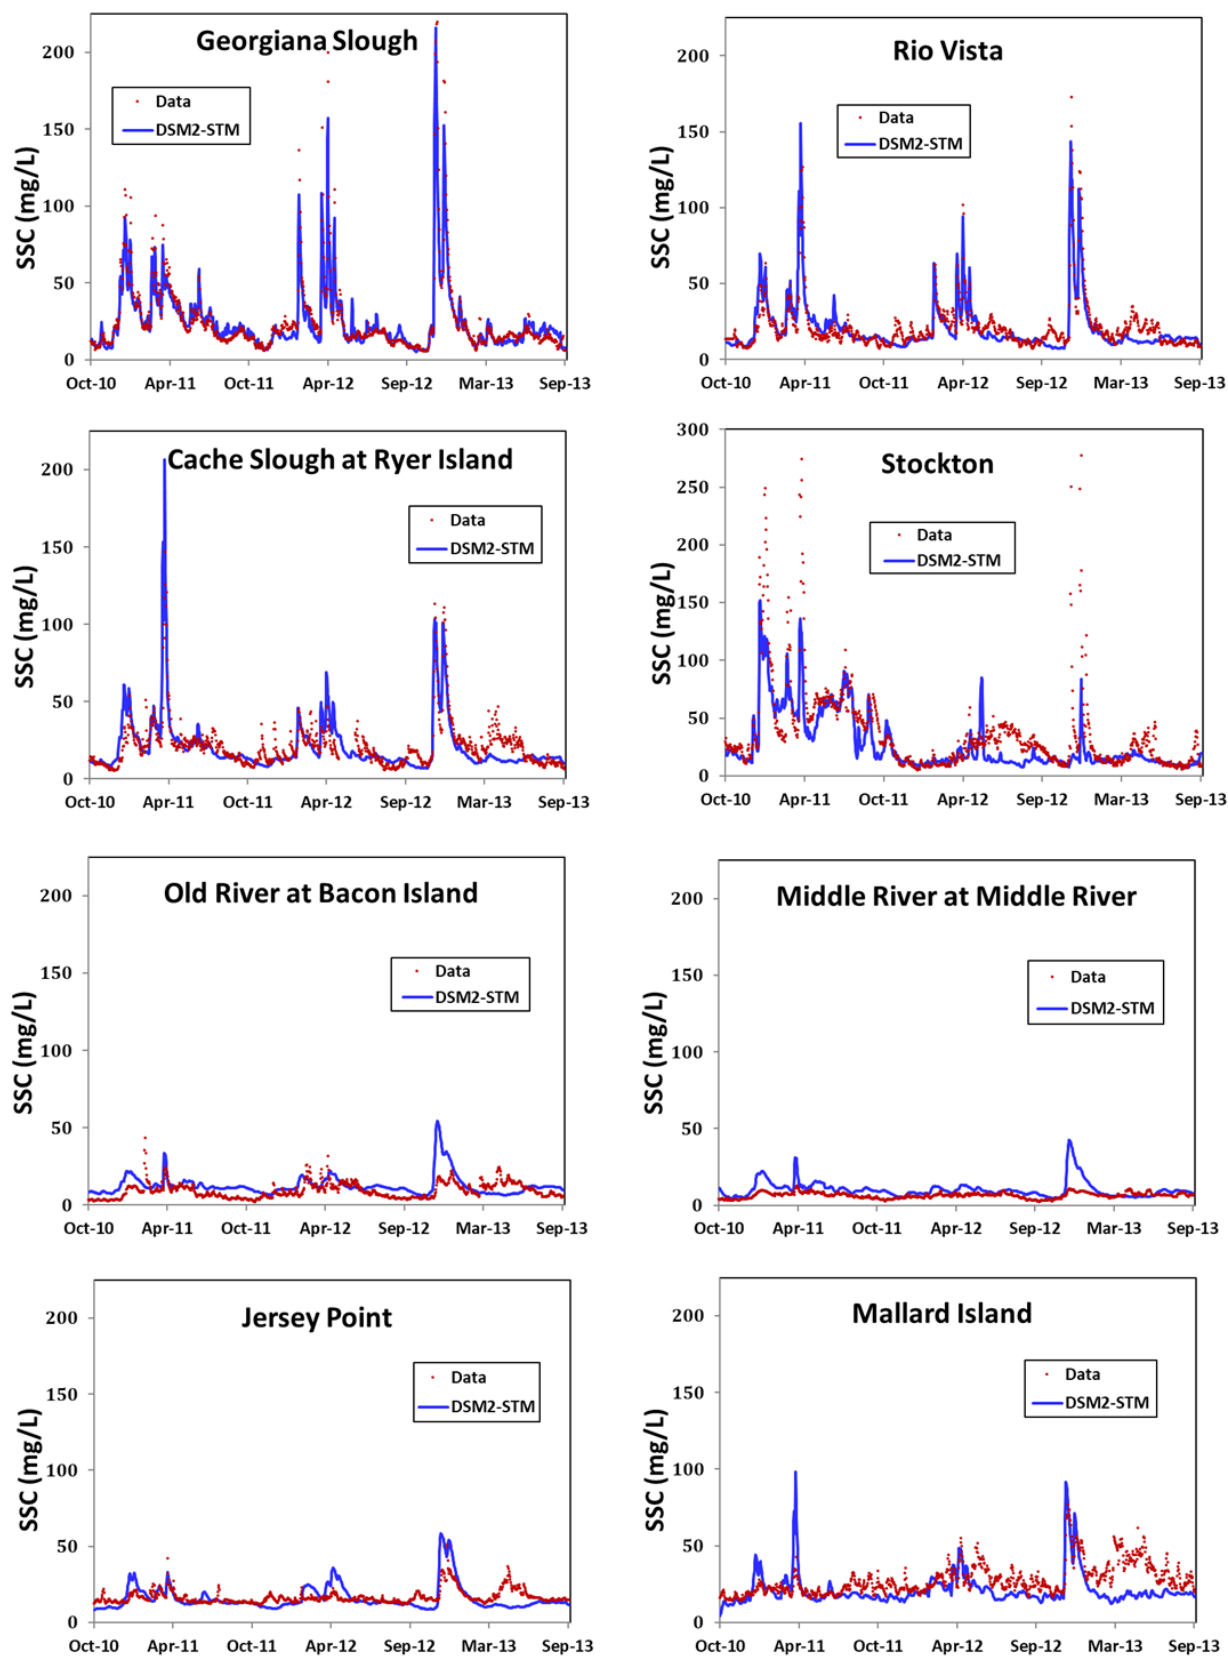 Georgiana Slough
SSC (mg/L)
200
150
100
50
0
Data
DSM2-STM
Oct-10 Apr-11 Oct-11 Apr-12 Sep-12 Mar-13 Sep-13
Rio Vista
SSC (mg/L)
200
150
100
50
0
Data
DSM2-STM
Oct-10 Apr-11 Oct-11 Apr-12 Sep-12 Mar-13 Sep-13
Cache Slough at Ryer Island
SSC (mg/L)
200
150
100
50
0
Data
DSM2-STM
Oct-10 Apr-11 Oct-11 Apr-12 Sep-12 Mar-13 Sep-13
Stockton
SSC (mg/L)
300
250
200
150
100
50
0
Data
DSM2-STM
Oct-10 Apr-11 Oct-11 Apr-12 Sep-12 Mar-13 Sep-13
Old River at Bacon Island
SSC (mg/L)
200
150
100
50
0
Data
DSM2-STM
Oct-10 Apr-11 Oct-11 Apr-12 Sep-12 Mar-13 Sep-13
Middle River at Middle River
SSC (mg/L)
200
150
100
50
0
Data
DSM2-STM
Oct-10 Apr-11 Oct-11 Apr-12 Sep-12 Mar-13 Sep-13
Jersey Point
SSC (mg/L)
200
150
100
50
0
Data
DSM2-STM
Oct-10 Apr-11 Oct-11 Apr-12 Sep-12 Mar-13 Sep-13
Mallard Island
SSC (mg/L)
200
150
100
50
0
Data
DSM2-STM
Oct-10 Apr-11 Oct-11 Apr-12 Sep-12 Mar-13 Sep-13